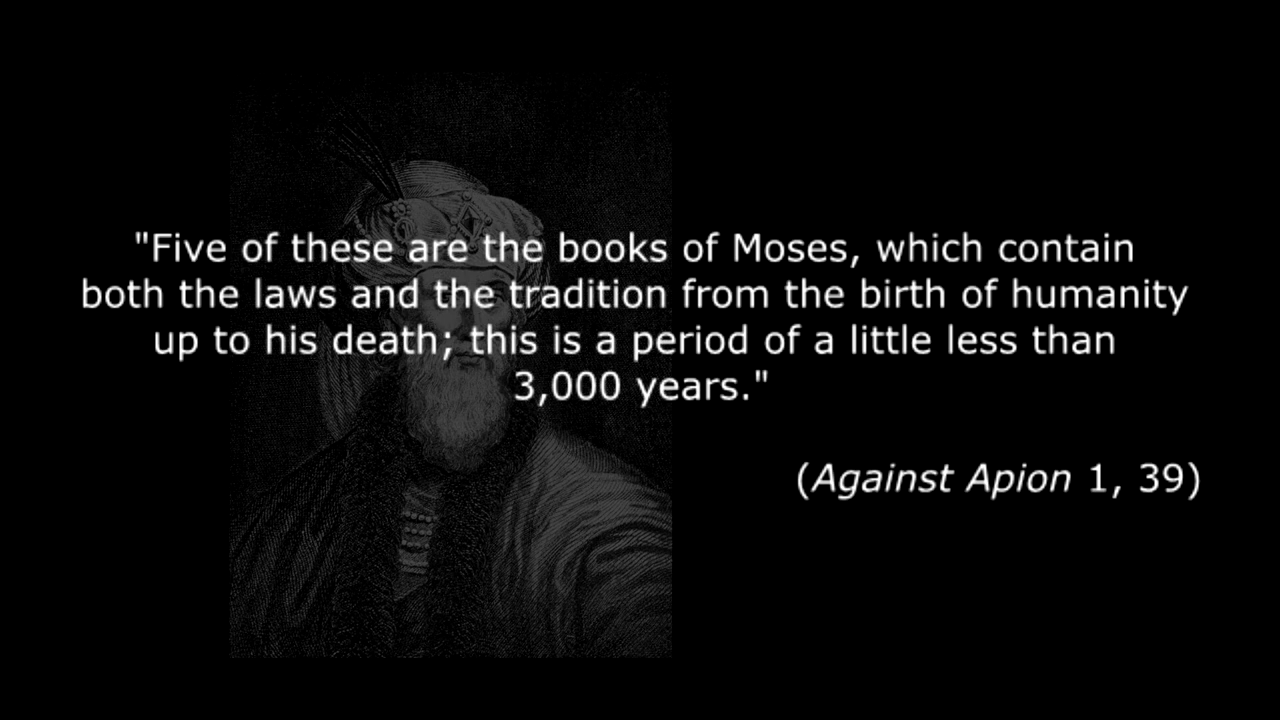 "Five of these are the books of Moses, which contain
both the laws and the tradition from the birth of humanity
up to his death; this is a period of a little less than
3,000 years."
(Against Apion 1, 39)